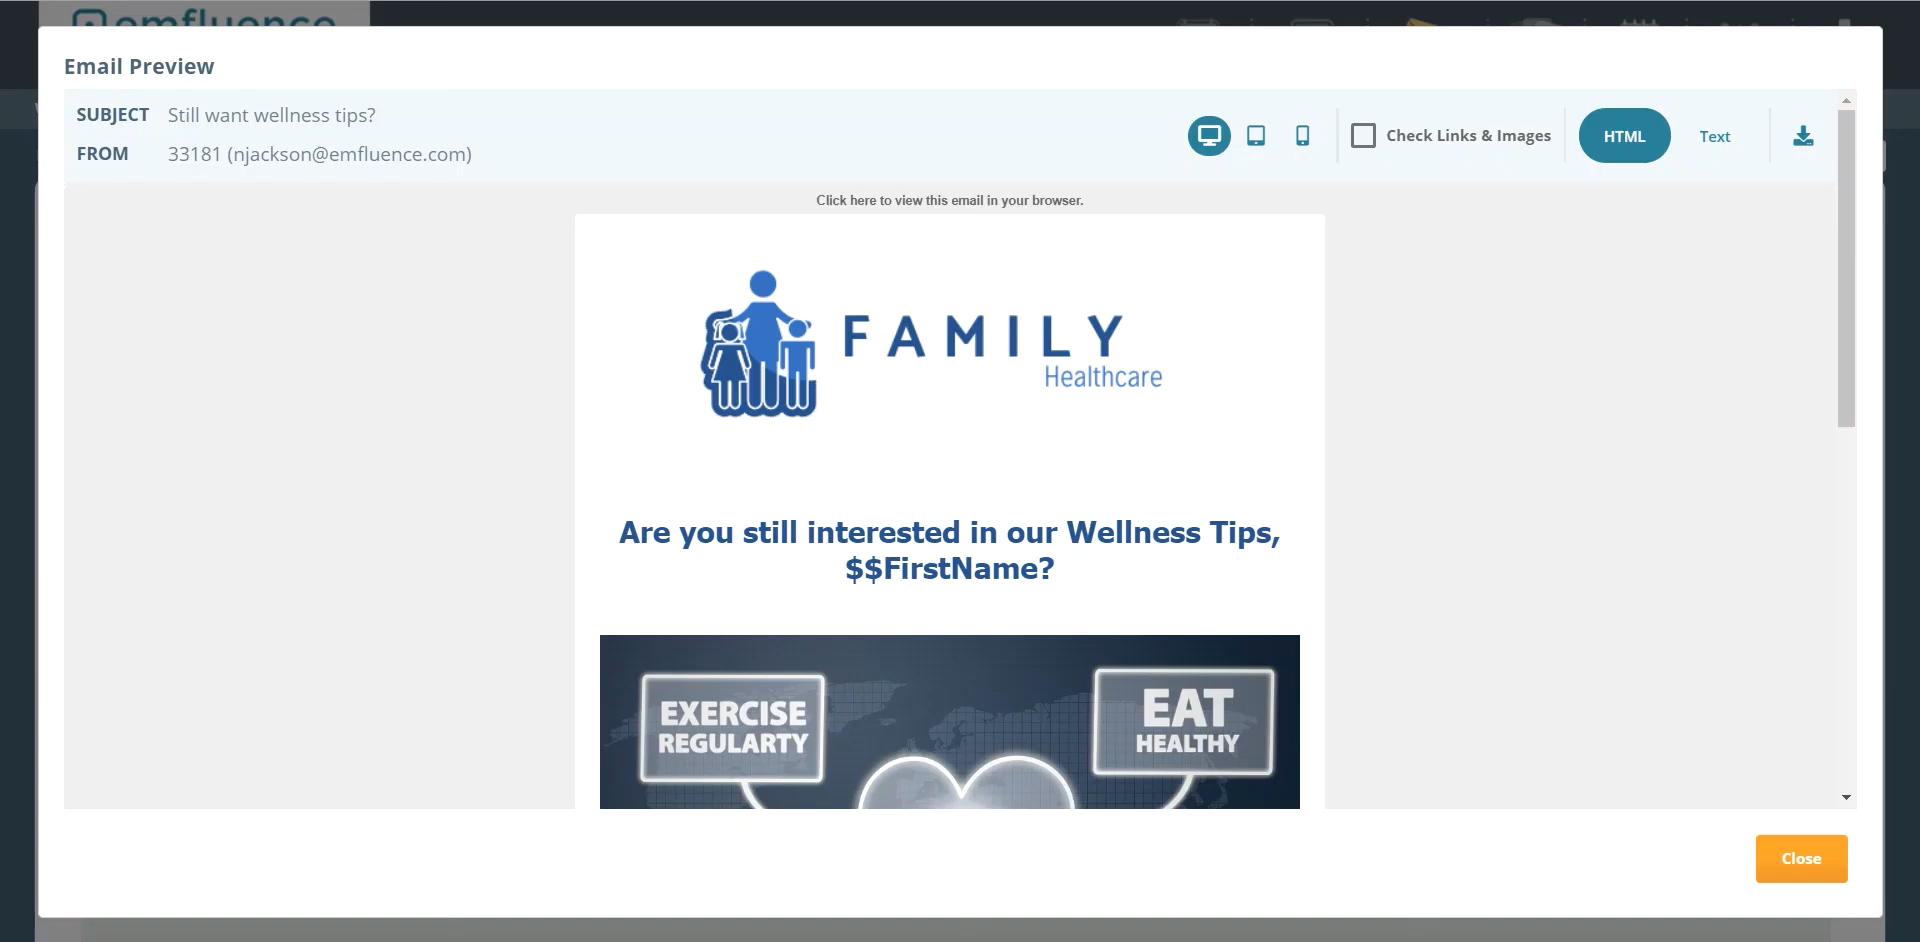 emfluence
Email Preview
SUBJECT Still want wellness tips?
FROM 33181 (njackson@emfluence.com)
Check Links & Images
HTML
Text
Click here to view this email in your browser.
FAMILY
Healthcare
Are you still interested in our Wellness Tips,
$$FirstName?
EXERCISE
REGULARTY
EAT
HEALTHY
Close